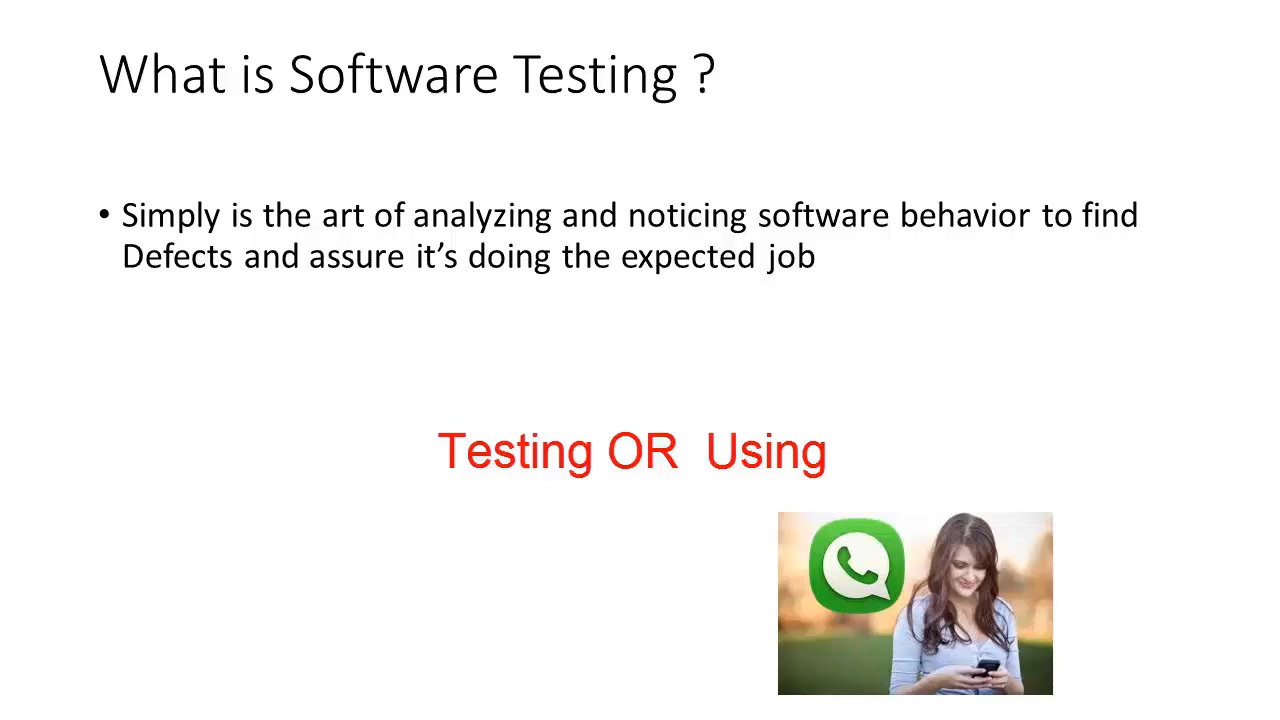 What is Software Testing ?
• Simply is the art of analyzing and noticing software behavior to find
Defects and assure it’s doing the expected job
Testing OR  Using